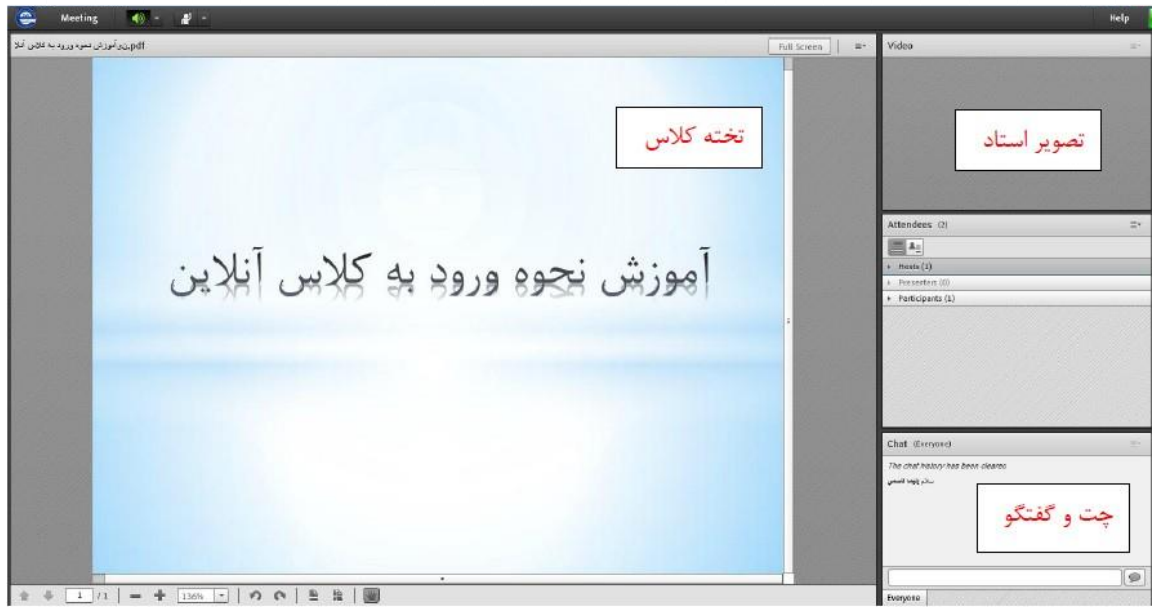 Meeting
Help
آموزش نحوه ورود به کلاس آنلا.pdf
Full Screen
Video
تخته کلاس
تصویر استاد
آموزش نحوه ورود به کلاس آنلاین
Attendees (2)
Hosts (1)
Presenters (0)
Participants (1)
Chat (Everyone)
The chat history has been cleared
سلام
چت و گفتگو
1 / 1
136%
Everyone